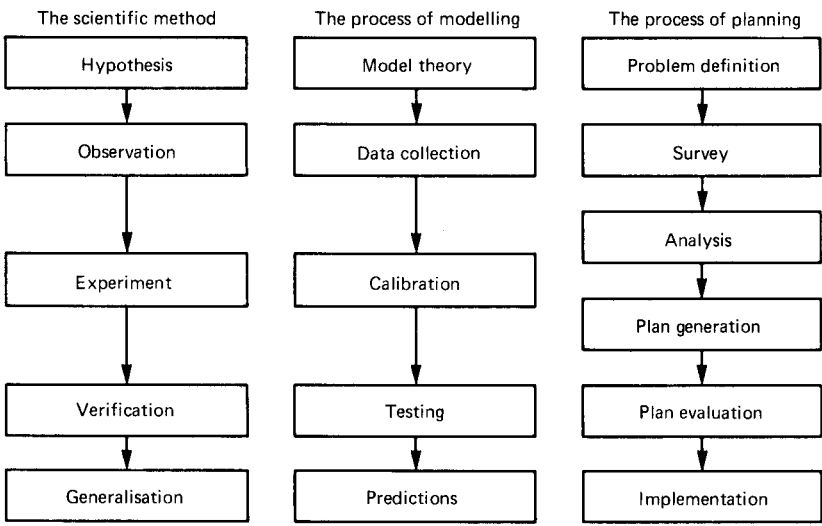 The scientific method
Hypothesis
Observation
Experiment
Verification
Generalisation
The process of modelling
Model theory
Data collection
Calibration
Testing
Predictions
The process of planning
Problem definition
Survey
Analysis
Plan generation
Plan evaluation
Implementation